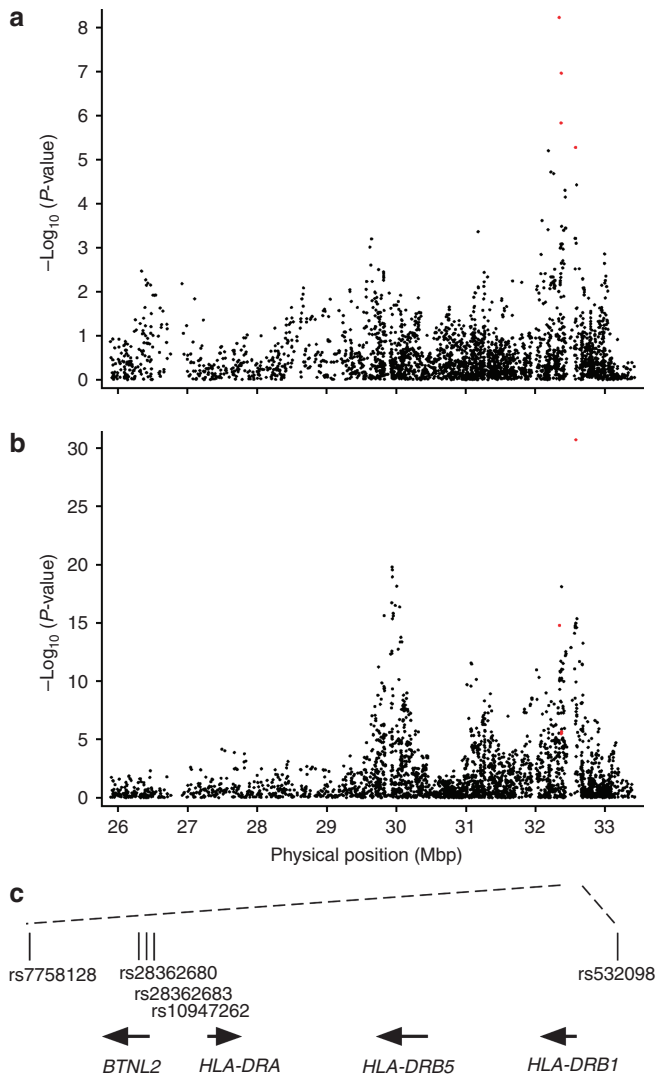 a
8
7
6
5
4
3
2
1
0
−Log10 (P-value)
b
30
25
20
15
10
5
0
−Log10 (P-value)
26 27 28 29 30 31 32 33
Physical position (Mbp)
c
rs7758128 rs28362680 rs532098
rs28362683
rs10947262
BTNL2 HLA-DRA HLA-DRB5 HLA-DRB1